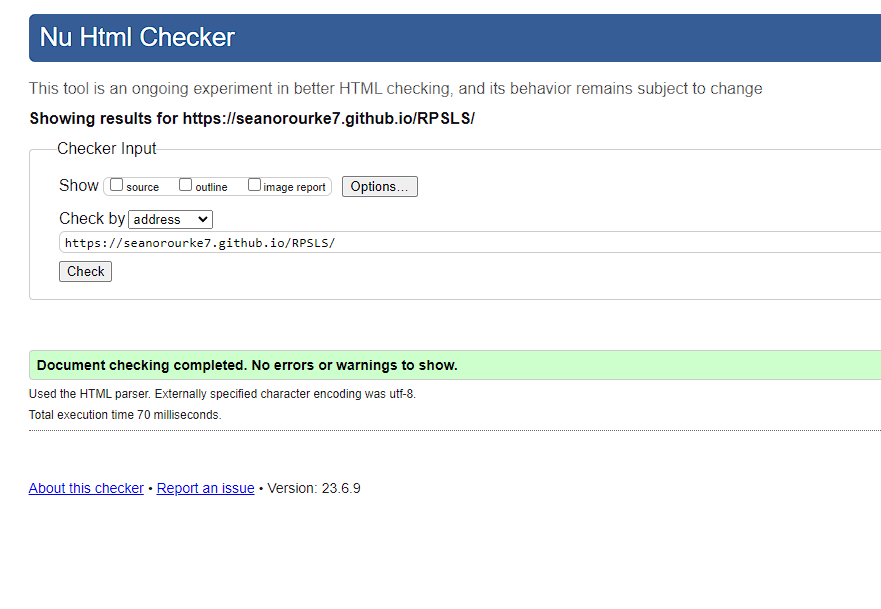 Nu Html Checker
This tool is an ongoing experiment in better HTML checking, and its behavior remains subject to change
Showing results for https://seanorourke7.github.io/RPSLS/
Checker Input
Show source outline image report Options...
Check by address
https://seanorourke7.github.io/RPSLS/
Check
Document checking completed. No errors or warnings to show.
Used the HTML parser. Externally specified character encoding was utf-8.
Total execution time 70 milliseconds.
About this checker • Report an issue • Version: 23.6.9